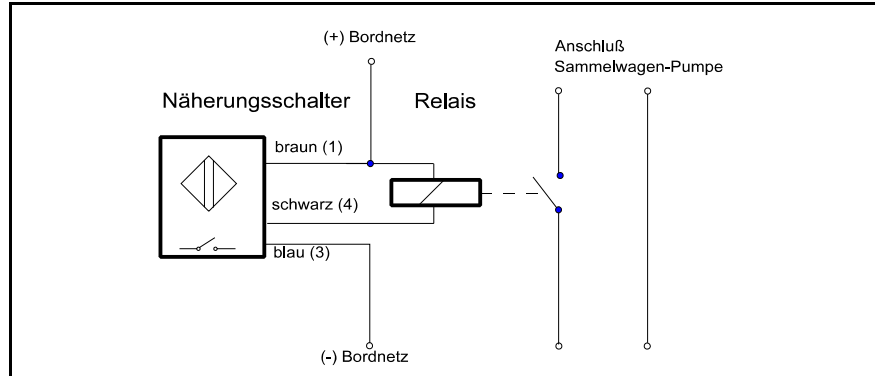 (+) Bordnetz
Anschluß
Sammelwagen-Pumpe
Näherungsschalter
Relais
braun (1)
schwarz (4)
blau (3)
(-) Bordnetz